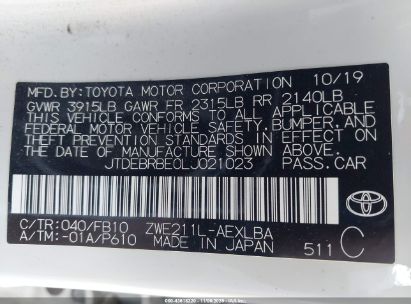 MFD.BY:TOYOTA MOTOR CORPORATION 10/19
GVWR 3915LB GAWR FR 2315LB RR 2140LB
THIS VEHICLE CONFORMS TO ALL APPLICABLE
FEDERAL MOTOR VEHICLE SAFETY, BUMPER, AND
THEFT PREVENTION STANDARDS IN EFFECT ON
THE DATE OF MANUFACTURE SHOWN ABOVE.
JTDEBRBE0LJ021023 PASS.CAR
C/TR:040/FB10 ZWE211L-AEXLBA
A/TM:-01A/P610 MADE IN JAPAN 511 C
TOYOTA